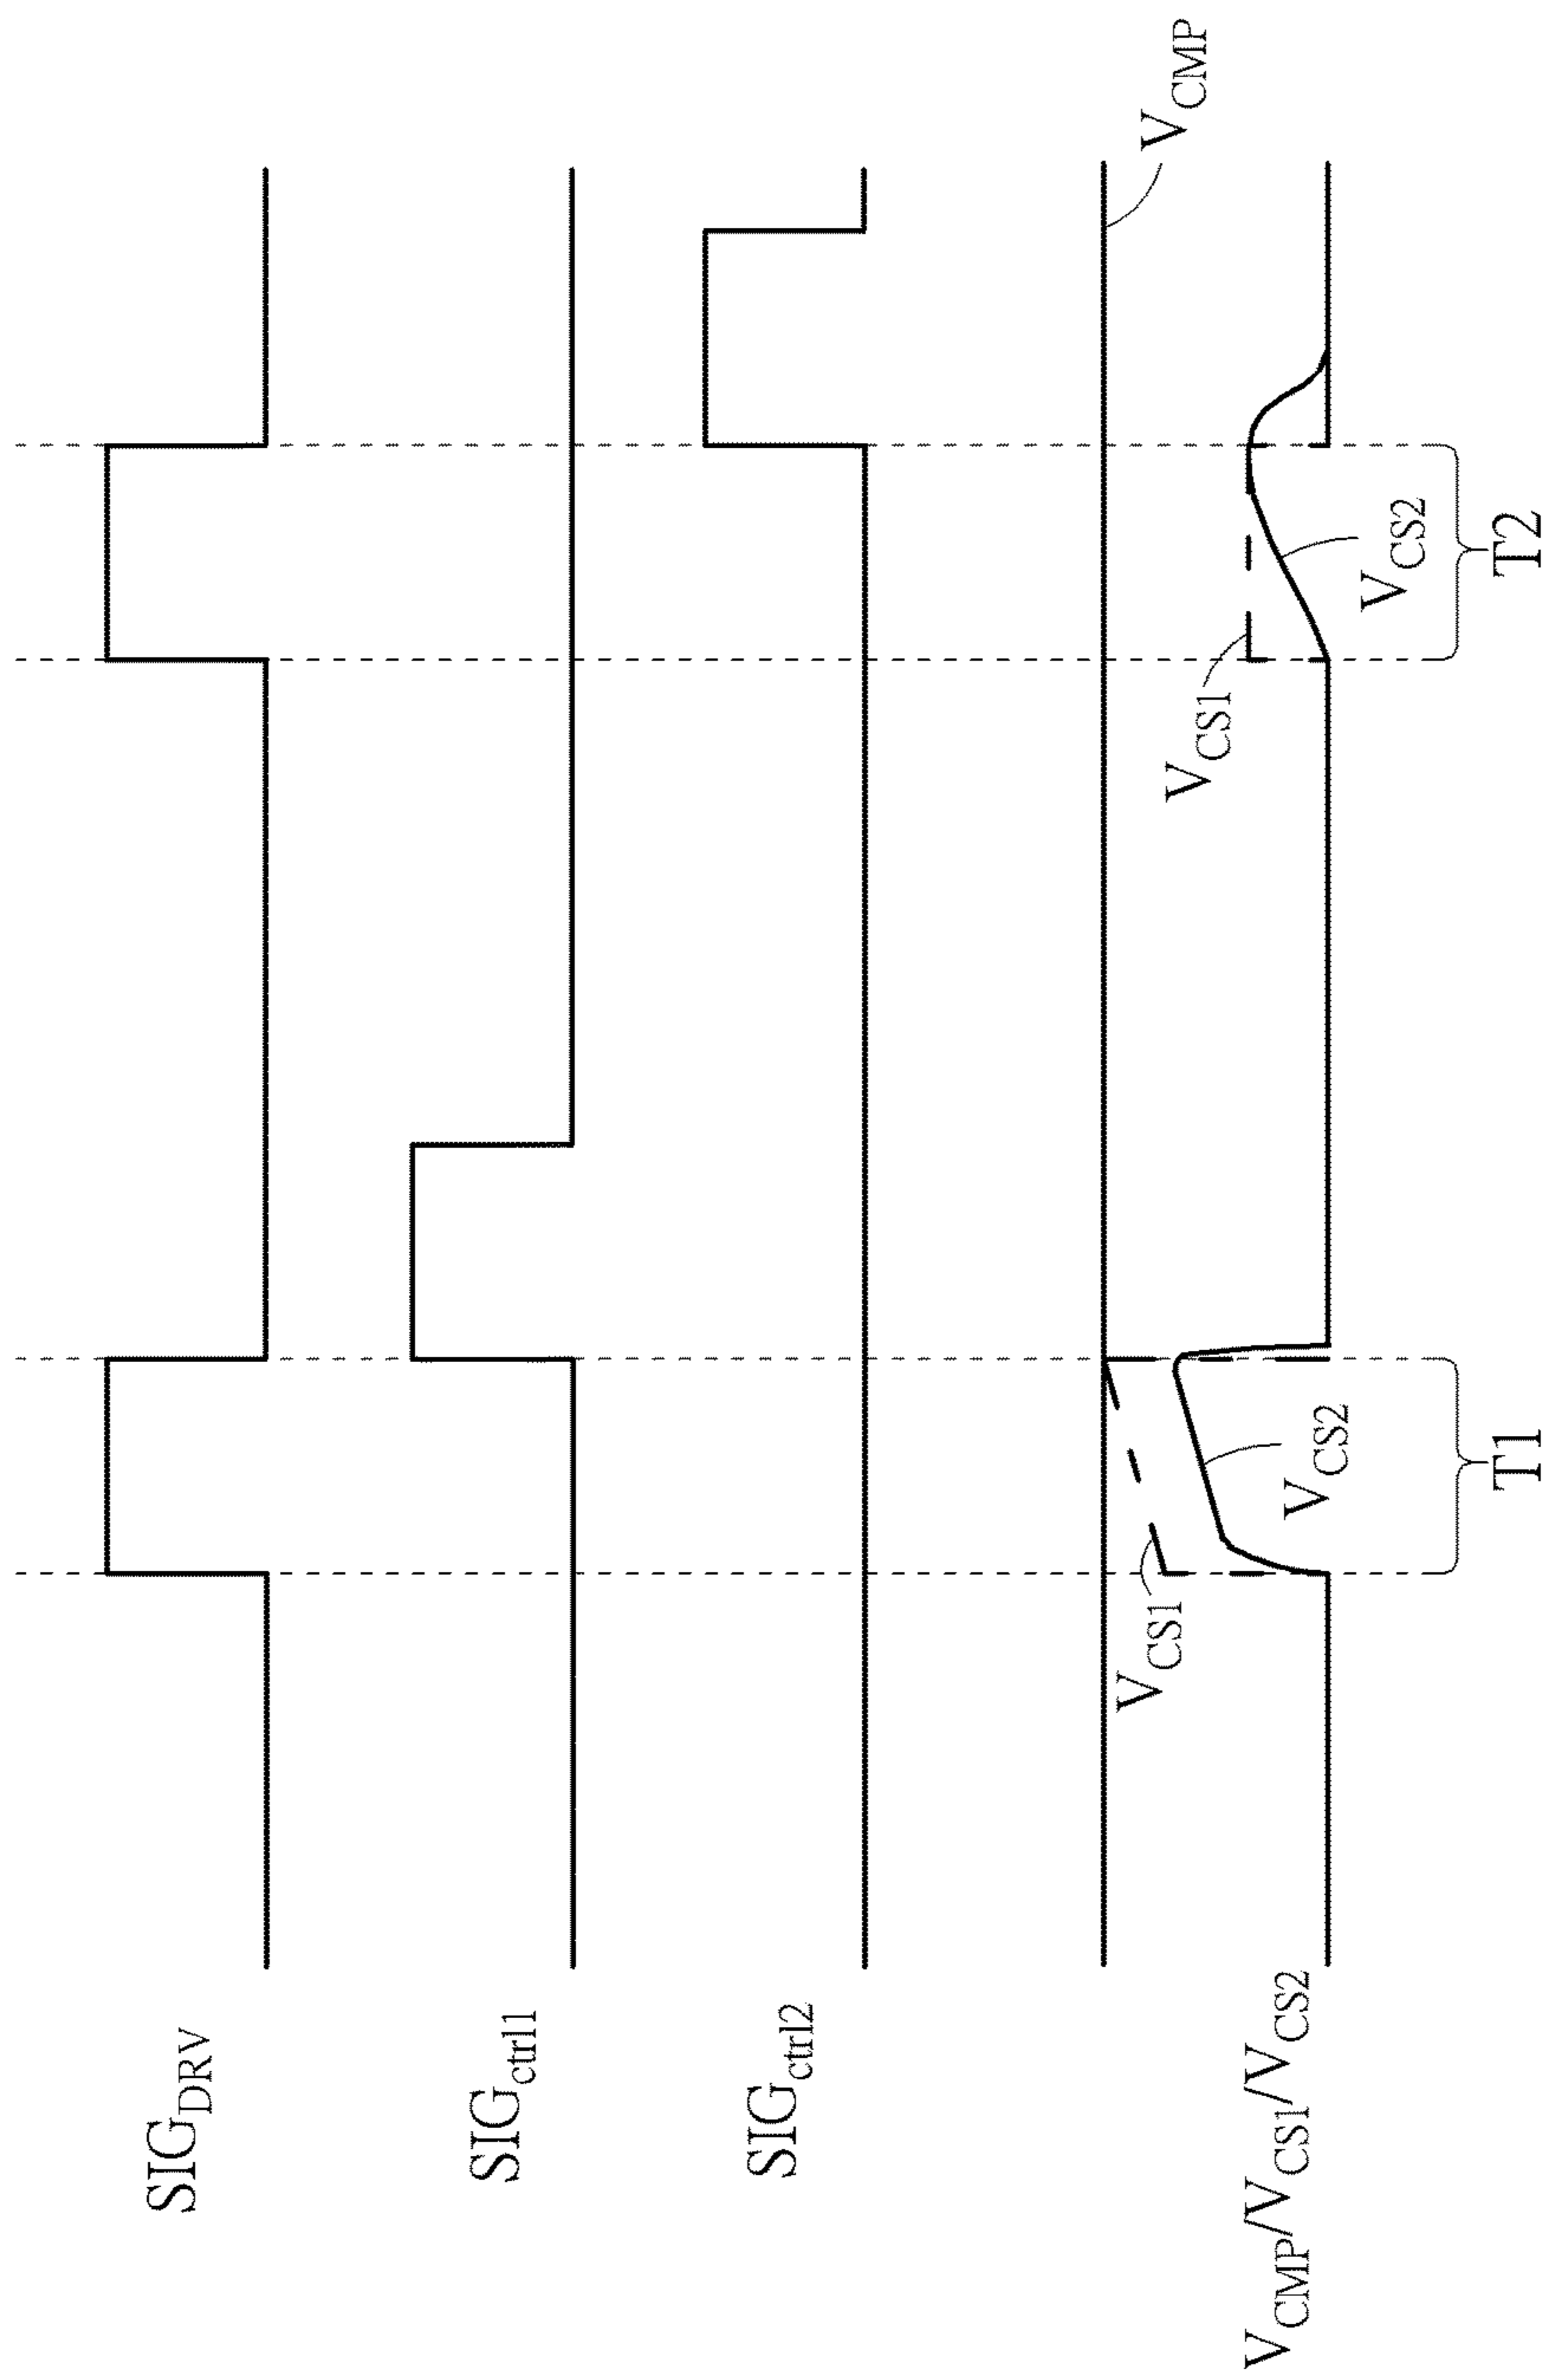 SIG_DRV
SIG_ctrl1
SIG_ctrl2
V_CMP/V_CS1/V_CS2
V_CMP
V_CS1
V_CS2
V_CS1
V_CS2
T1
T2